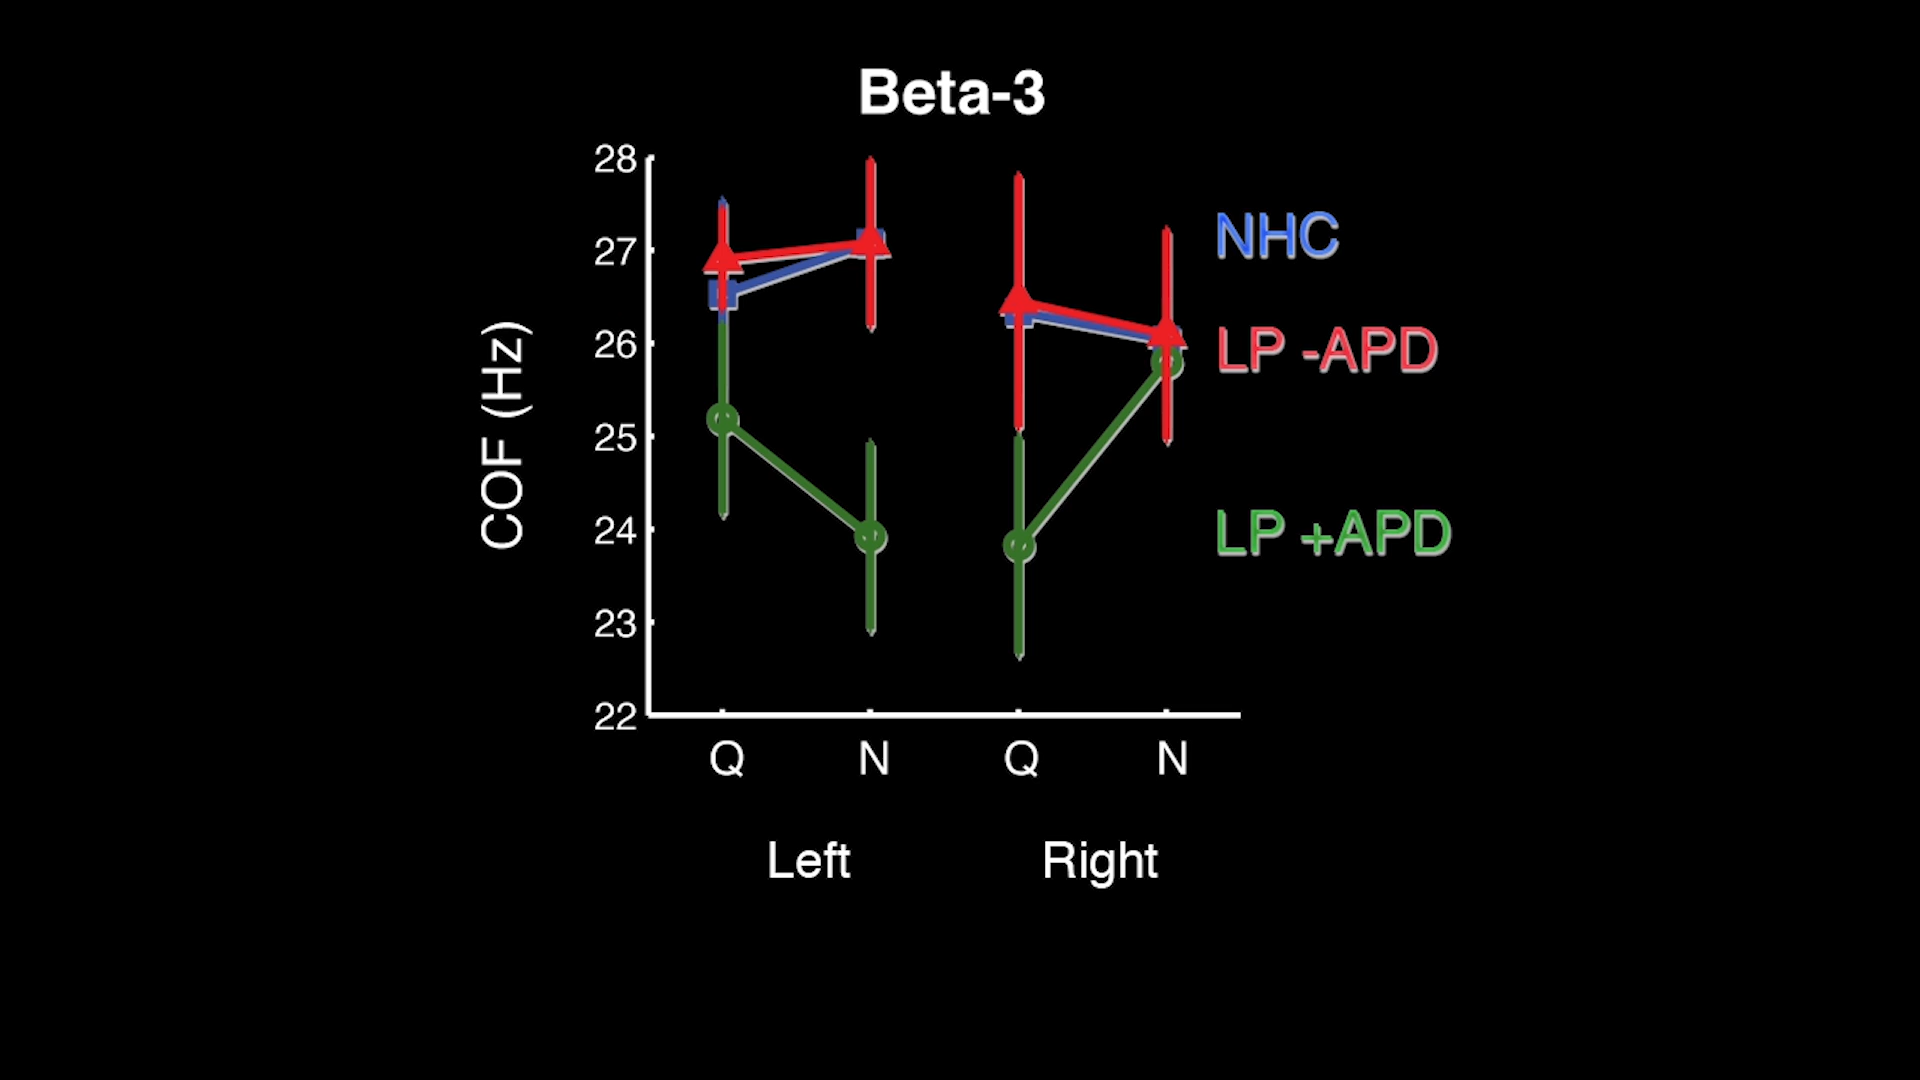 Beta-3
28
27
26
25
24
23
22
COF (Hz)
Q N Q N
Left Right
NHC
LP -APD
LP +APD